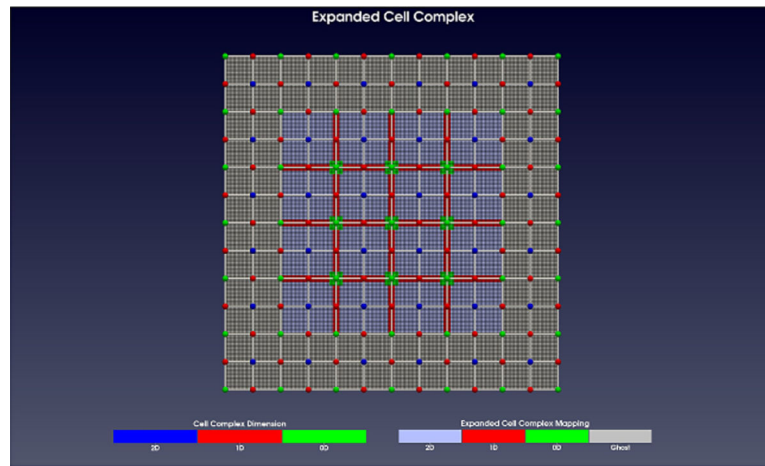 Expanded Cell Complex
Cell Complex Dimension
2D 1D 0D
Expanded Cell Complex Mapping
2D 1D 0D Ghost